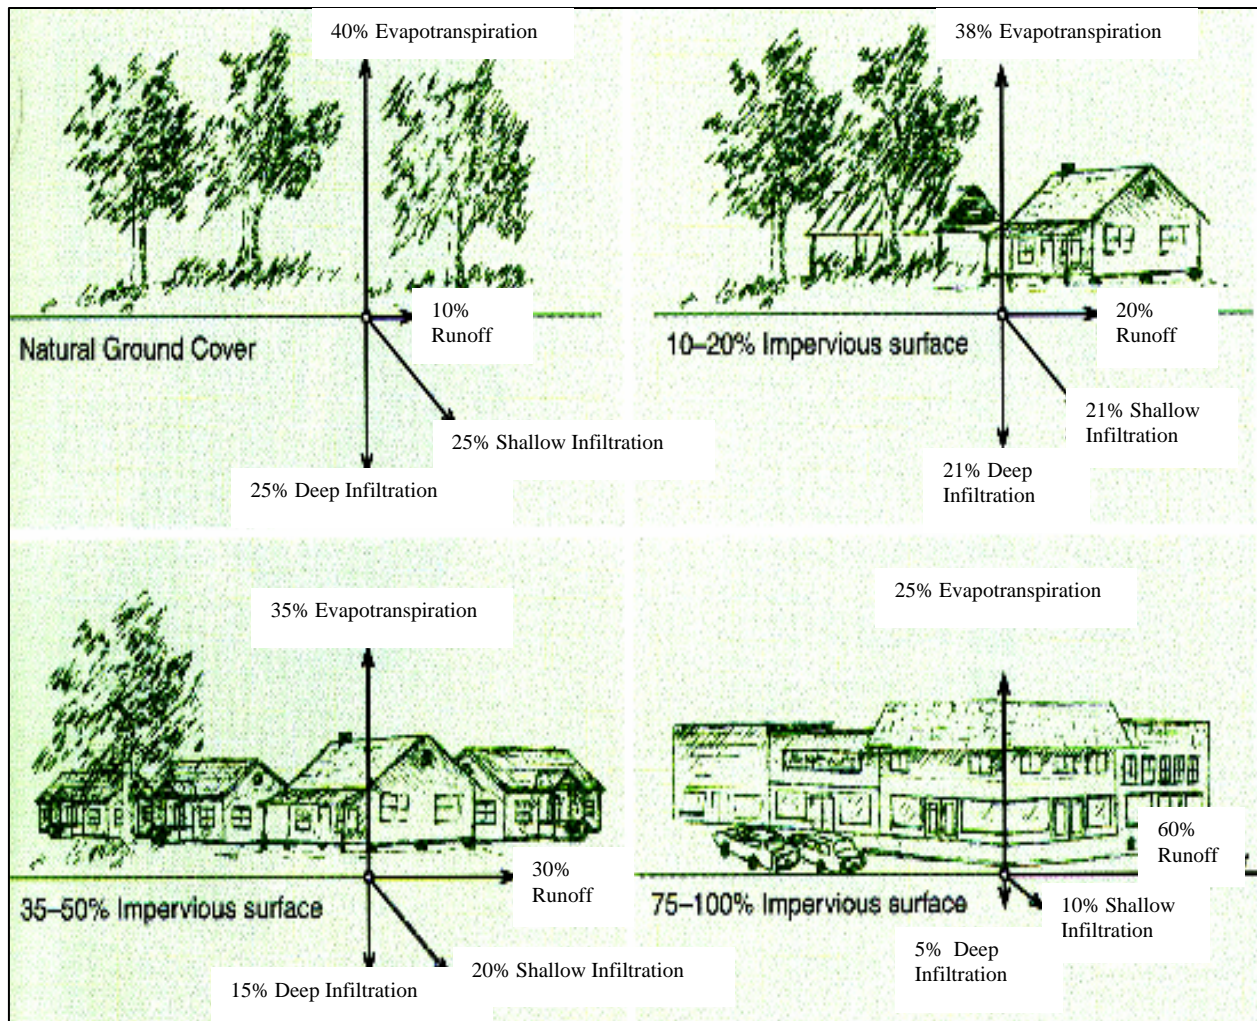 40% Evapotranspiration
10%
Runoff
Natural Ground Cover
25% Shallow Infiltration
25% Deep Infiltration
38% Evapotranspiration
20%
Runoff
10–20% Impervious surface
21% Shallow
Infiltration
21% Deep
Infiltration
35% Evapotranspiration
30%
Runoff
35–50% Impervious surface
20% Shallow Infiltration
15% Deep Infiltration
25% Evapotranspiration
60%
Runoff
75–100% Impervious surface
10% Shallow
Infiltration
5% Deep
Infiltration